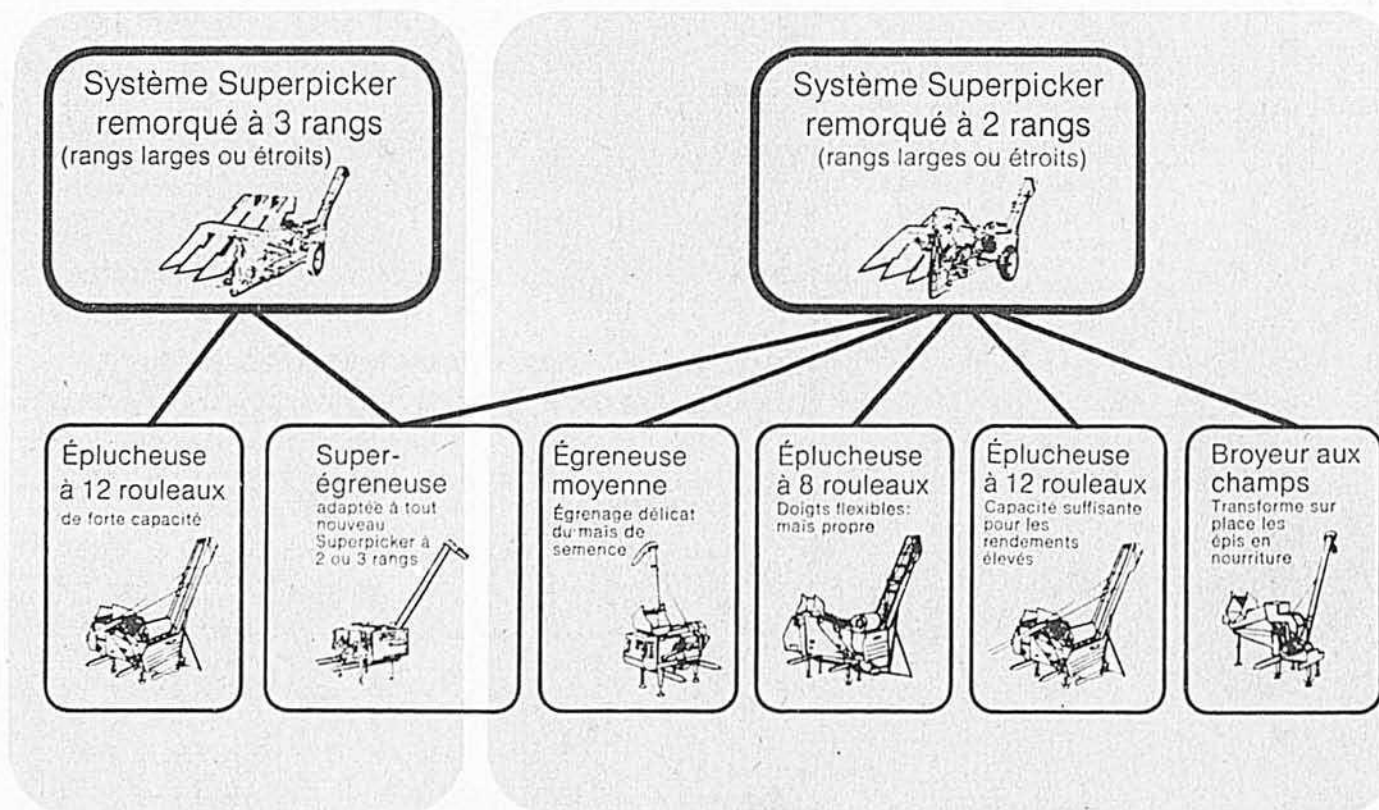 Système Superpicker
remorqué à 3 rangs
(rangs larges ou étroits)
Système Superpicker
remorqué à 2 rangs
(rangs larges ou étroits)
Éplucheuse
à 12 rouleaux
de forte capacité
Super-
égreneuse
adaptée à tout
nouveau
Superpicker à
2 ou 3 rangs
Égreneuse
moyenne
Égrenage délicat
du maïs de
semence
Éplucheuse
à 8 rouleaux
Doigts flexibles:
maïs propre
Éplucheuse
à 12 rouleaux
Capacité suffisante
pour les
rendements
élevés
Broyeur aux
champs
Transforme sur
place les
épis en
nourriture